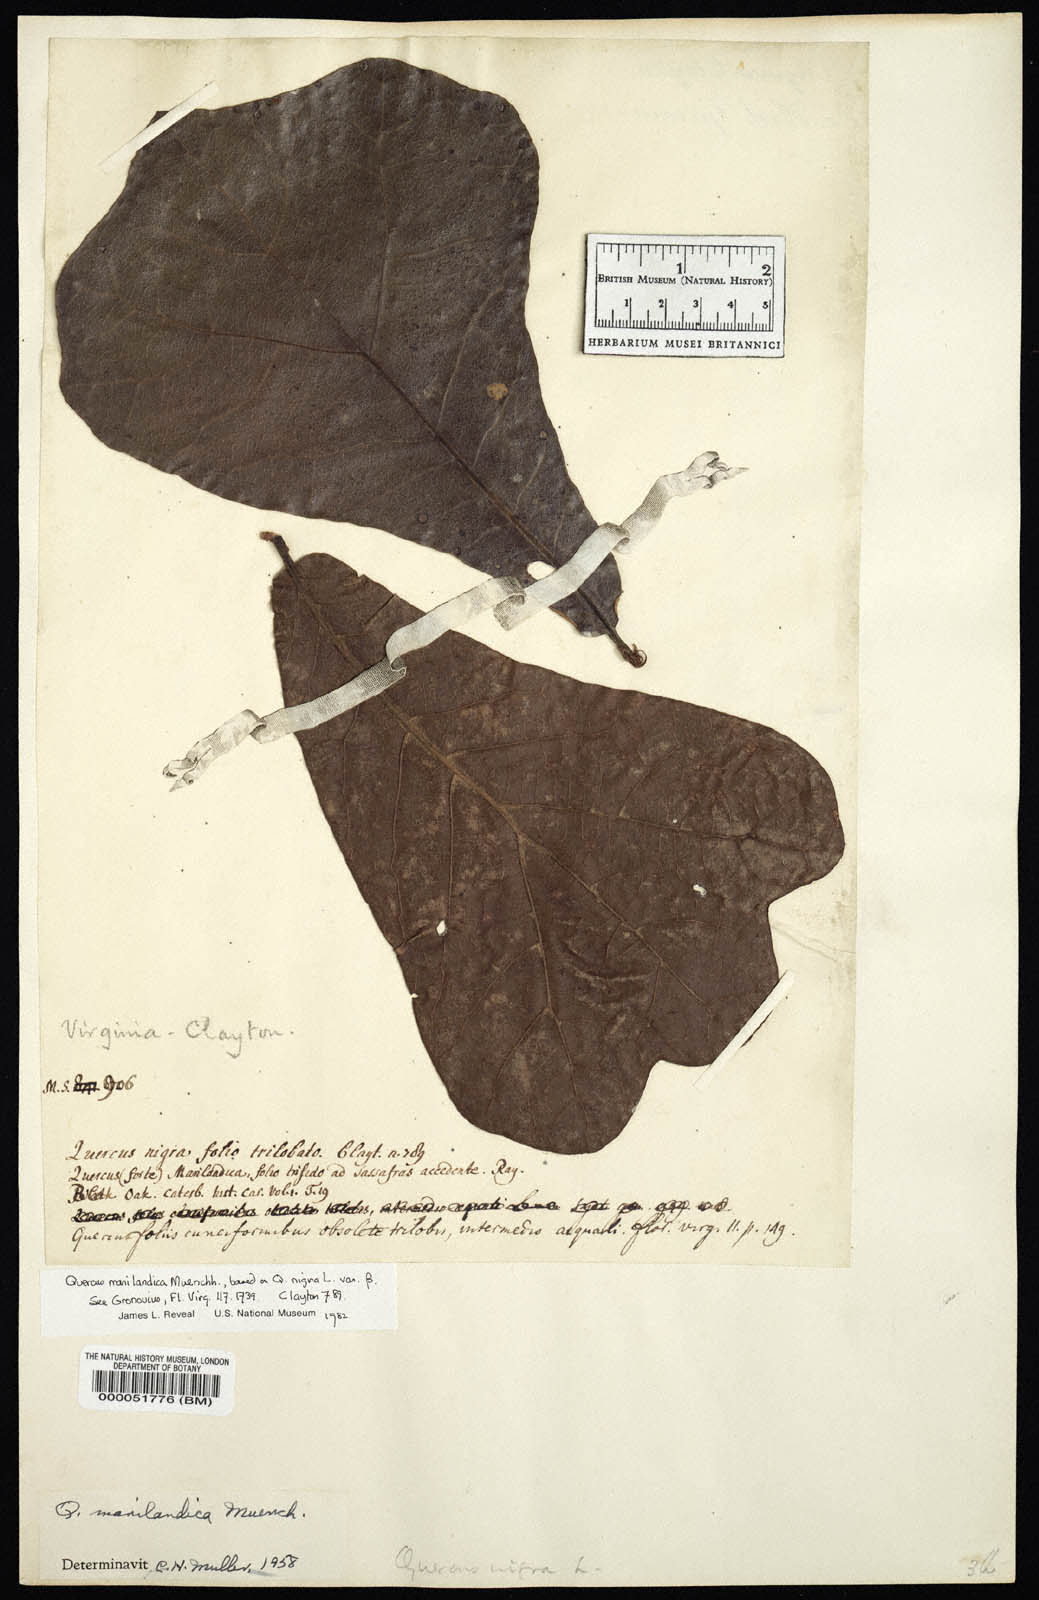 1 2
BRITISH MUSEUM (NATURAL HISTORY)
1 2 3 4 5
HERBARIUM MUSEI BRITANNICI
Virginia - Clayton.
M.S. 906
Quercus nigra, folio trilobato. Clayt. n. 789
Quercus (forte) Marilandica, folio trifido ad sassafras accedente. Ray.
Black Oak. Catesb. hist. Car. Vol. 1. T. 19
Quercus foliis cuneiformibus obsolete trilobis, intermedio aequali. flor. virg. II. p. 149.
Quercus marilandica Muenchh., based on Q. nigra L. var. β.
See Gronovius, Fl. Virg. 117. 1739. Clayton 789.
James L. Reveal U.S. National Museum 1982
THE NATURAL HISTORY MUSEUM, LONDON
DEPARTMENT OF BOTANY
000051776 (BM)
Q. marilandica Muench.
Determinavit C. H. Muller, 1958
Quercus nigra L.